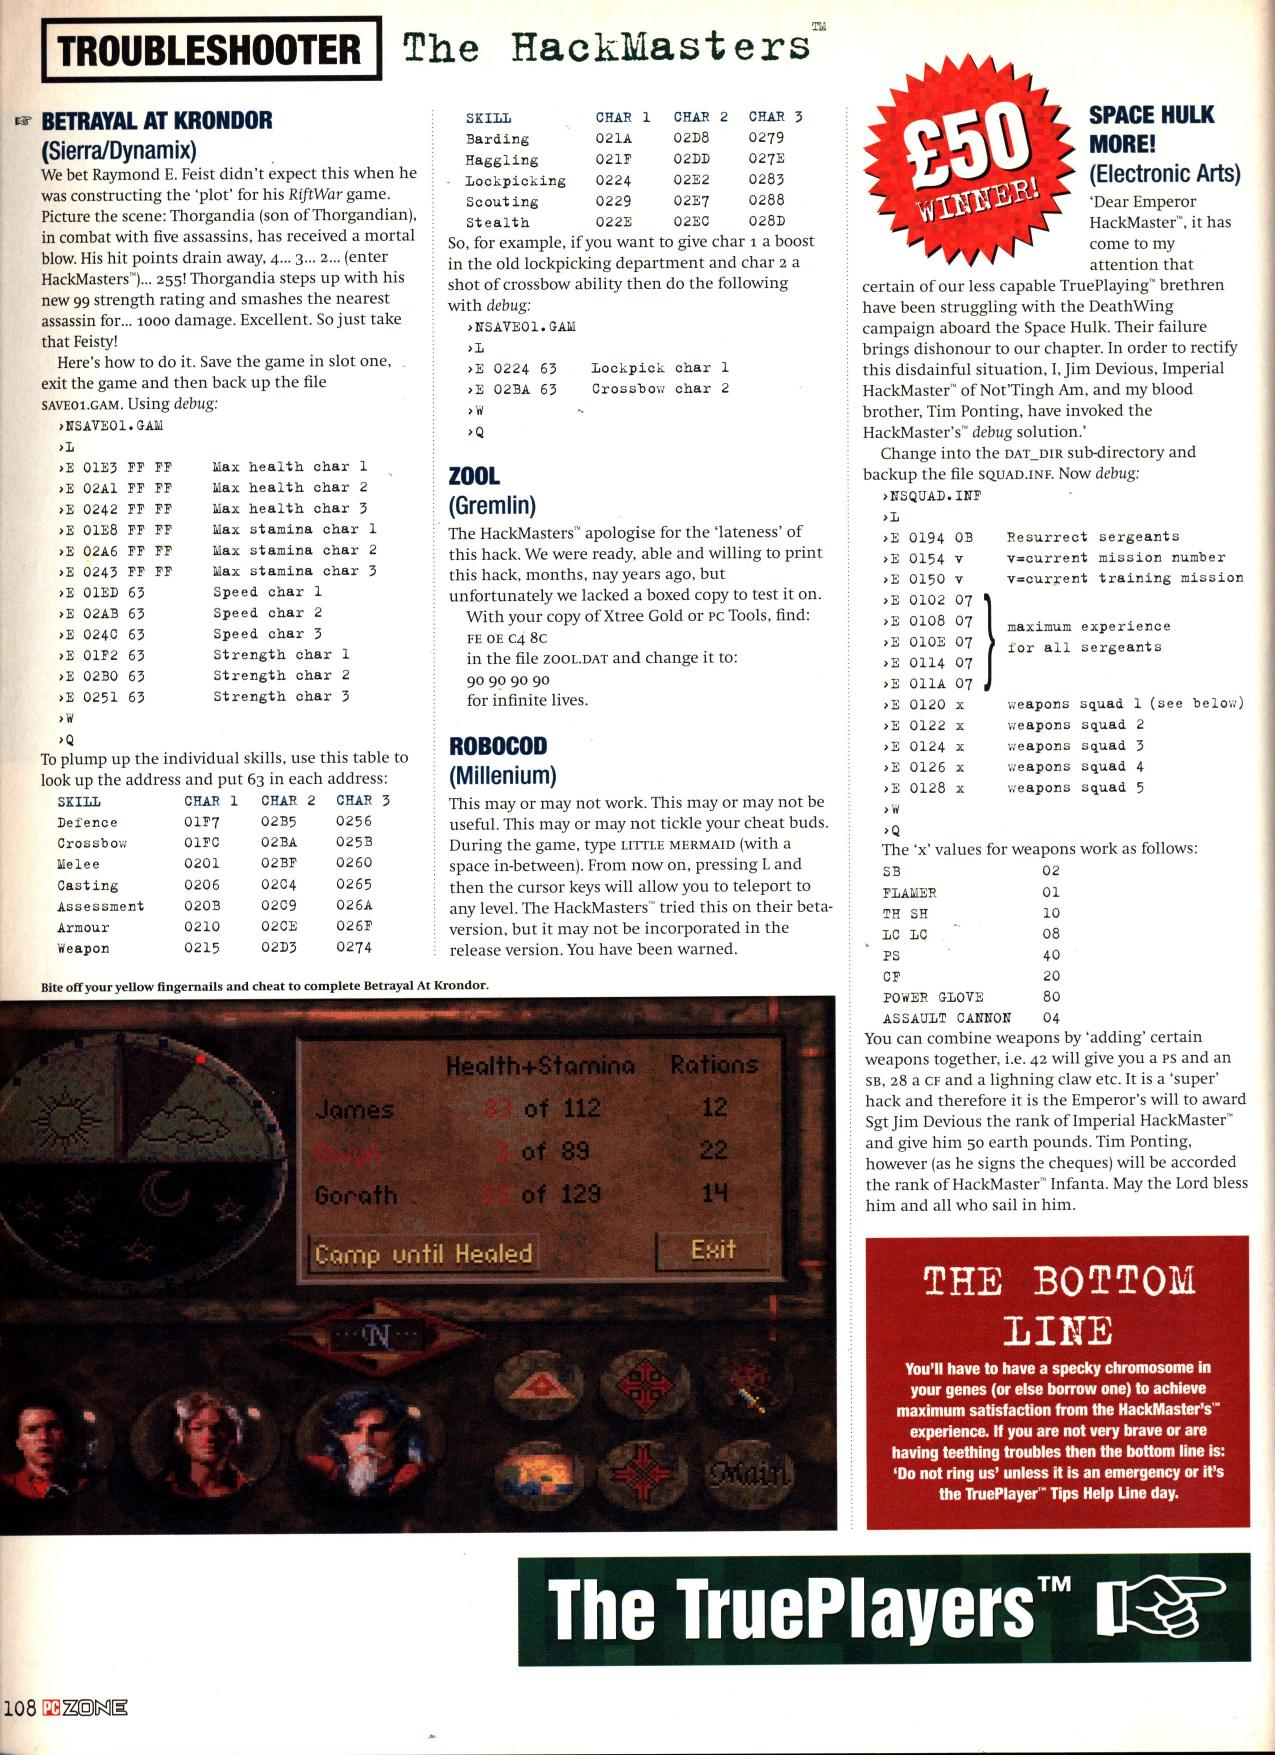 TROUBLESHOOTER The HackMasters™
☞ BETRAYAL AT KRONDOR
(Sierra/Dynamix)
We bet Raymond E. Feist didn't expect this when he
was constructing the 'plot' for his RiftWar game.
Picture the scene: Thorgandia (son of Thorgandian),
in combat with five assassins, has received a mortal
blow. His hit points drain away, 4... 3... 2... (enter
HackMasters™)... 255! Thorgandia steps up with his
new 99 strength rating and smashes the nearest
assassin for... 1000 damage. Excellent. So just take
that Feisty!
Here's how to do it. Save the game in slot one,
exit the game and then back up the file
SAVE01.GAM. Using debug:
>NSAVE01.GAM
>L
>E 01E3 FF FF Max health char 1
>E 02A1 FF FF Max health char 2
>E 0242 FF FF Max health char 3
>E 01E8 FF FF Max stamina char 1
>E 02A6 FF FF Max stamina char 2
>E 0243 FF FF Max stamina char 3
>E 01ED 63 Speed char 1
>E 02AB 63 Speed char 2
>E 024C 63 Speed char 3
>E 01F2 63 Strength char 1
>E 02B0 63 Strength char 2
>E 0251 63 Strength char 3
>W
>Q
To plump up the individual skills, use this table to
look up the address and put 63 in each address:
SKILL CHAR 1 CHAR 2 CHAR 3
Defence 01F7 02B5 0256
Crossbow 01FC 02BA 025B
Melee 0201 02BF 0260
Casting 0206 02C4 0265
Assessment 020B 02C9 026A
Armour 0210 02CE 026F
Weapon 0215 02D3 0274
SKILL CHAR 1 CHAR 2 CHAR 3
Barding 021A 02D8 0279
Haggling 021F 02DD 027E
Lockpicking 0224 02E2 0283
Scouting 0229 02E7 0288
Stealth 022E 02EC 028D
So, for example, if you want to give char 1 a boost
in the old lockpicking department and char 2 a
shot of crossbow ability then do the following
with debug:
>NSAVE01.GAM
>L
>E 0224 63 Lockpick char 1
>E 02BA 63 Crossbow char 2
>W
>Q
ZOOL
(Gremlin)
The HackMasters™ apologise for the 'lateness' of
this hack. We were ready, able and willing to print
this hack, months, nay years ago, but
unfortunately we lacked a boxed copy to test it on.
With your copy of Xtree Gold or PC Tools, find:
FE 0E C4 8C
in the file ZOOL.DAT and change it to:
90 90 90 90
for infinite lives.
ROBOCOD
(Millenium)
This may or may not work. This may or may not be
useful. This may or may not tickle your cheat buds.
During the game, type LITTLE MERMAID (with a
space in-between). From now on, pressing L and
then the cursor keys will allow you to teleport to
any level. The HackMasters™ tried this on their beta-
version, but it may not be incorporated in the
release version. You have been warned.
£50
WINNER!
SPACE HULK
MORE!
(Electronic Arts)
'Dear Emperor
HackMaster™, it has
come to my
attention that
certain of our less capable TruePlaying™ brethren
have been struggling with the DeathWing
campaign aboard the Space Hulk. Their failure
brings dishonour to our chapter. In order to rectify
this disdainful situation, I, Jim Devious, Imperial
HackMaster™ of Not'Tingh Am, and my blood
brother, Tim Ponting, have invoked the
HackMaster's™ debug solution.'
Change into the DAT_DIR sub-directory and
backup the file SQUAD.INF. Now debug:
>NSQUAD.INF
>L
>E 0194 0B Resurrect sergeants
>E 0154 v v=current mission number
>E 0150 v v=current training mission
>E 0102 07
>E 0108 07 maximum experience
>E 010E 07 for all sergeants
>E 0114 07
>E 011A 07
>E 0120 x weapons squad 1 (see below)
>E 0122 x weapons squad 2
>E 0124 x weapons squad 3
>E 0126 x weapons squad 4
>E 0128 x weapons squad 5
>W
>Q
The 'x' values for weapons work as follows:
SB 02
FLAMER 01
TH SH 10
LC LC 08
PS 40
CF 20
POWER GLOVE 80
ASSAULT CANNON 04
You can combine weapons by 'adding' certain
weapons together, i.e. 42 will give you a PS and an
SB, 28 a CF and a lighning claw etc. It is a 'super'
hack and therefore it is the Emperor's will to award
Sgt Jim Devious the rank of Imperial HackMaster™
and give him 50 earth pounds. Tim Ponting,
however (as he signs the cheques) will be accorded
the rank of HackMaster™ Infanta. May the Lord bless
him and all who sail in him.
Bite off your yellow fingernails and cheat to complete Betrayal At Krondor.
Health+Stamina Rations
James 83 of 112 12
Owyn 3 of 89 22
Gorath 85 of 129 14
Camp until Healed Exit
N
Main
THE BOTTOM
LINE
You'll have to have a specky chromosome in
your genes (or else borrow one) to achieve
maximum satisfaction from the HackMaster's™
experience. If you are not very brave or are
having teething troubles then the bottom line is:
'Do not ring us' unless it is an emergency or it's
the TruePlayer™ Tips Help Line day.
The TruePlayers™
108 PC ZONE